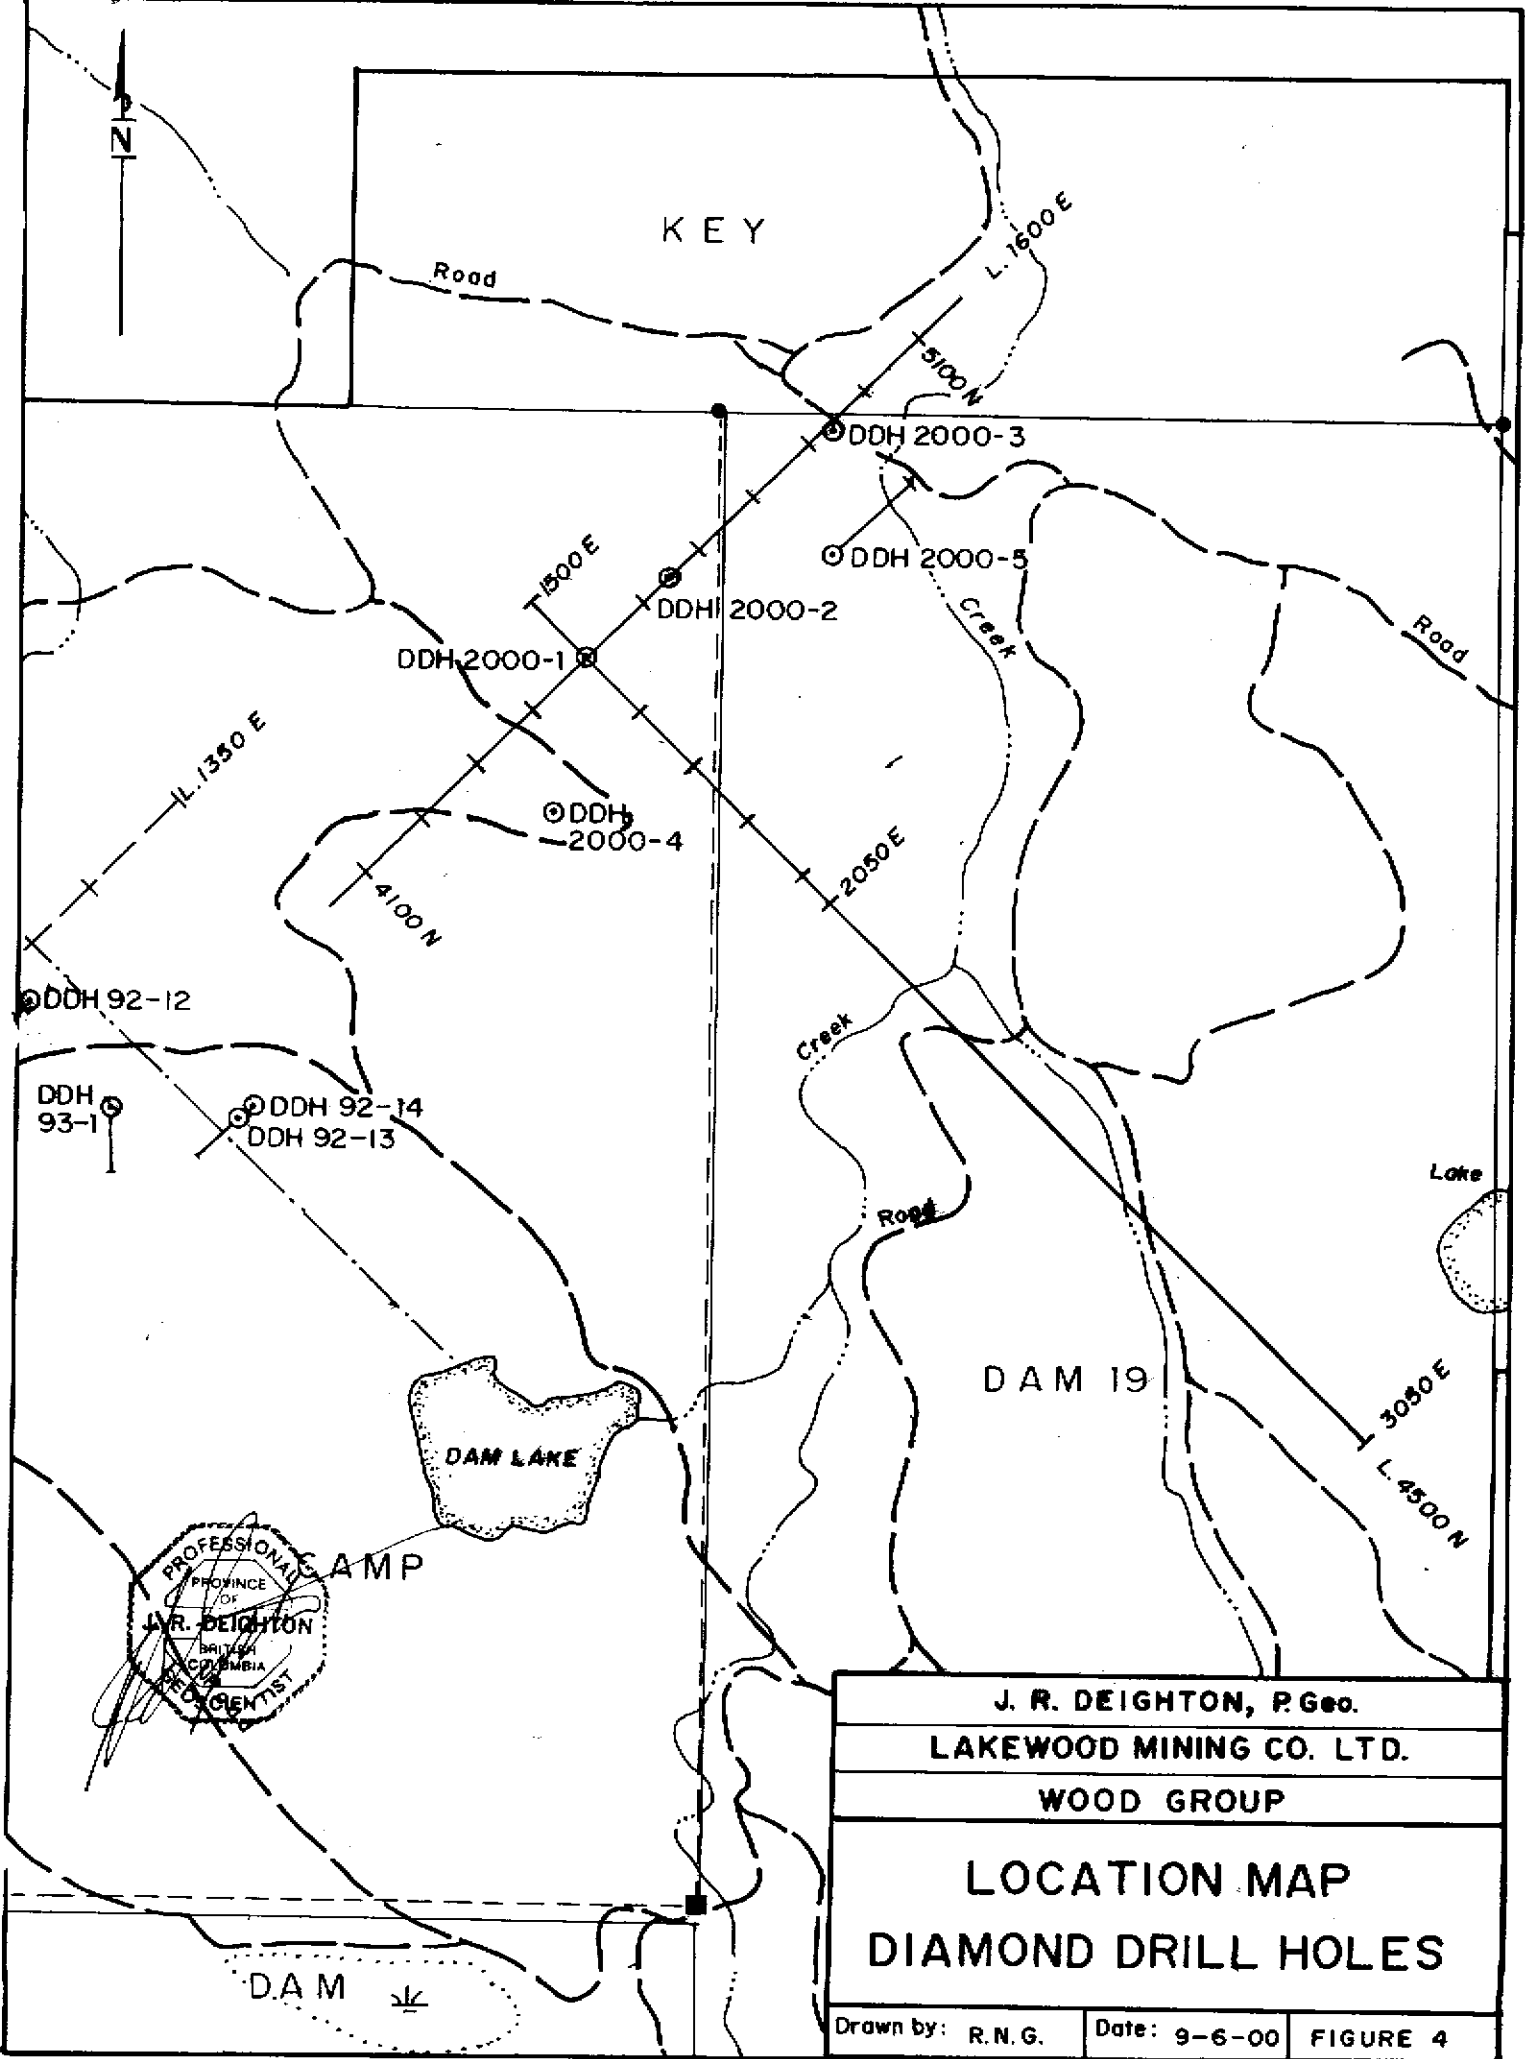 N
KEY
Road
L. 1600 E
5100 N
DDH 2000-3
DDH 2000-5
1500 E
DDH 2000-2
DDH 2000-1
Creek
Road
L. 1350 E
DDH
2000-4
2050 E
4100 N
DDH 92-12
Creek
DDH
93-1
DDH 92-14
DDH 92-13
Lake
Road
DAM 19
3050 E
L. 4500 N
DAM LAKE
CAMP
PROFESSIONAL
PROVINCE
OF
J. R. DEIGHTON
BRITISH
COLUMBIA
GEOSCIENTIST
DAM
J. R. DEIGHTON, P. Geo.
LAKEWOOD MINING CO. LTD.
WOOD GROUP
LOCATION MAP
DIAMOND DRILL HOLES
Drawn by: R.N.G.
Date: 9-6-00
FIGURE 4